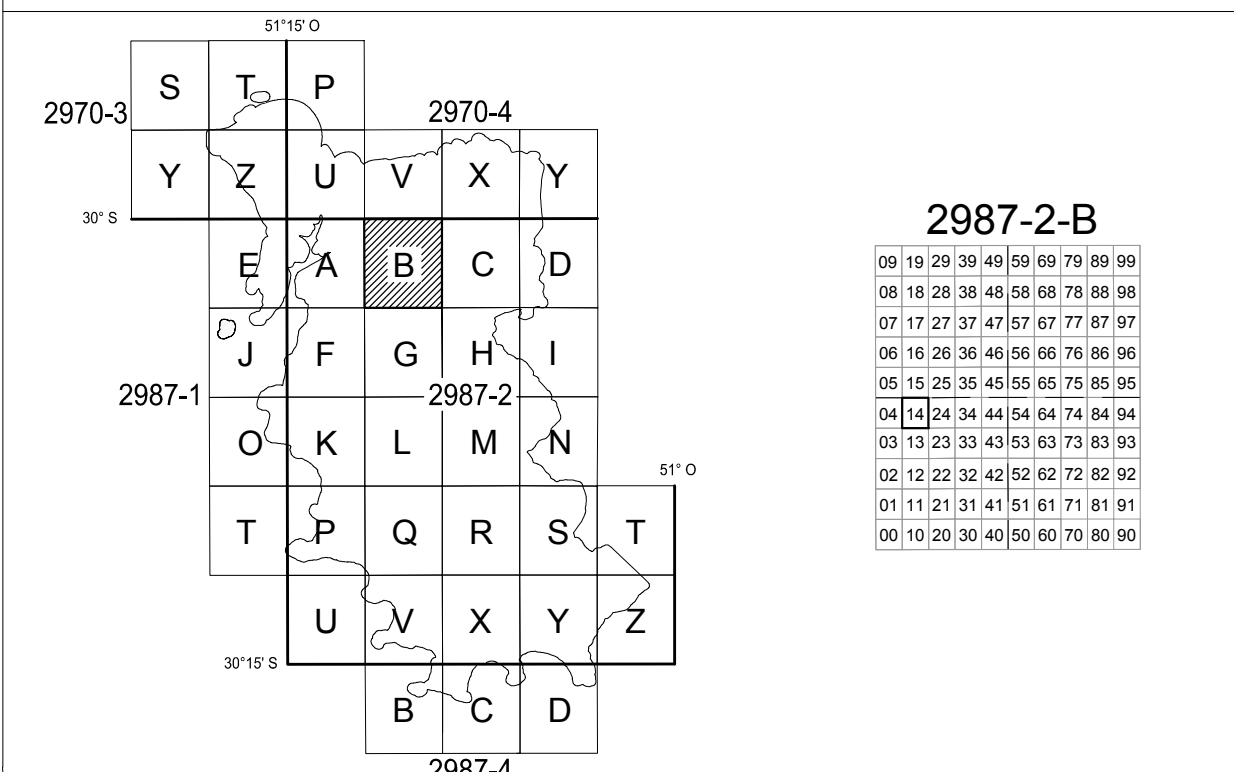 51°15' O
S T P
2970-3
2970-4
Y Z U V X Y
30° S
E A B C D
J F G H I
2987-1
2987-2
O K L M N
51° O
T P Q R S T
U V X Y Z
30°15' S
B C D
2987-4
2987-2-B
09 19 29 39 49 59 69 79 89 99
08 18 28 38 48 58 68 78 88 98
07 17 27 37 47 57 67 77 87 97
06 16 26 36 46 56 66 76 86 96
05 15 25 35 45 55 65 75 85 95
04 14 24 34 44 54 64 74 84 94
03 13 23 33 43 53 63 73 83 93
02 12 22 32 42 52 62 72 82 92
01 11 21 31 41 51 61 71 81 91
00 10 20 30 40 50 60 70 80 90